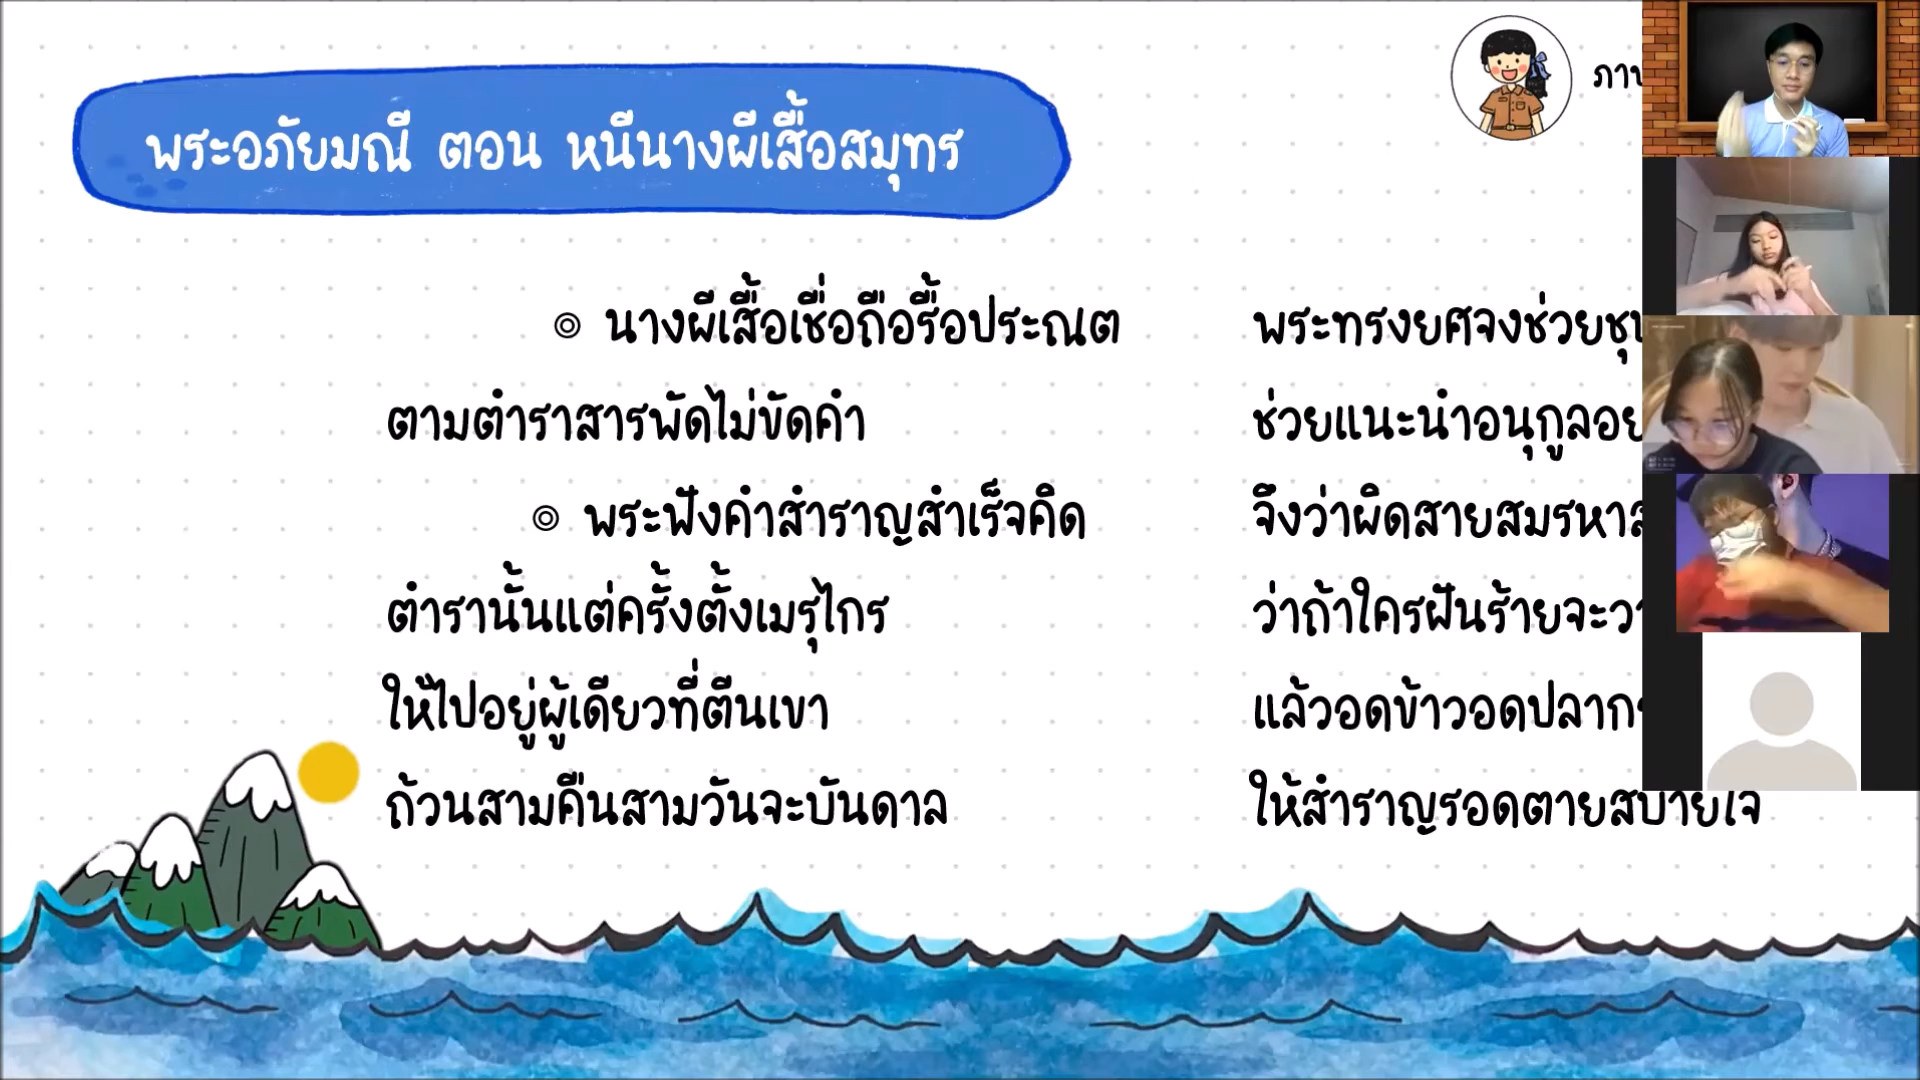 พระอภัยมณี ตอน หนีนางผีเสื้อสมุทร
๏ นางผีเสื้อเชื่อถือรื้อประณต พระทรงยศจงช่วย
ตามตำราสารพัดไม่ขัดคำ ช่วยแนะนำอนุกูล
๏ พระฟังคำสำราญสำเร็จคิด จึงว่าผิดสายสมร
ตำรานั้นแต่ครั้งตั้งเมรุไกร ว่าถ้าใครฝันร้ายจะ
ให้ไปอยู่ผู้เดียวที่ตีนเขา แล้วอดข้าวอดปลา
ถ้วนสามคืนสามวันจะบันดาล ให้สำราญรอดตายสบายใจ